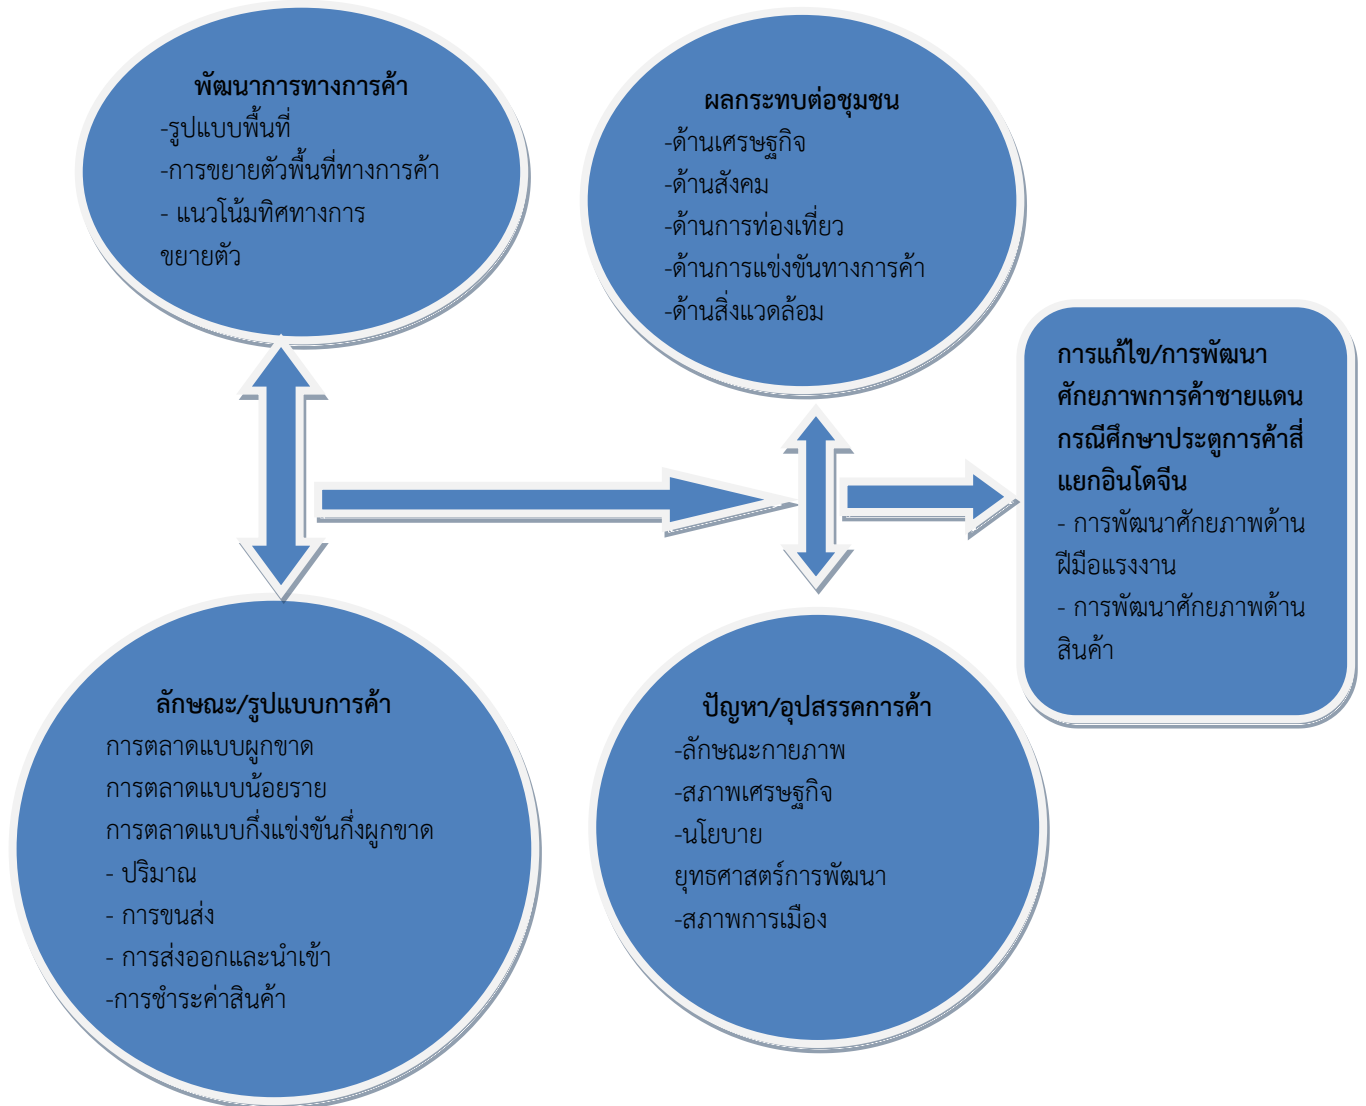 พัฒนาการทางการค้า
-รูปแบบพื้นที่
-การขยายตัวพื้นที่ทางการค้า
- แนวโน้มทิศทางการ
ขยายตัว
ผลกระทบต่อชุมชน
-ด้านเศรษฐกิจ
-ด้านสังคม
-ด้านการท่องเที่ยว
-ด้านการแข่งขันทางการค้า
-ด้านสิ่งแวดล้อม
การแก้ไข/การพัฒนา
ศักยภาพการค้าชายแดน
กรณีศึกษาประตูการค้าสี่
แยกอินโดจีน
- การพัฒนาศักยภาพด้าน
ฝีมือแรงงาน
- การพัฒนาศักยภาพด้าน
สินค้า
ลักษณะ/รูปแบบการค้า
การตลาดแบบผูกขาด
การตลาดแบบน้อยราย
การตลาดแบบกึ่งแข่งขันกึ่งผูกขาด
- ปริมาณ
- การขนส่ง
- การส่งออกและนำเข้า
-การชำระค่าสินค้า
ปัญหา/อุปสรรคการค้า
-ลักษณะกายภาพ
-สภาพเศรษฐกิจ
-นโยบาย
ยุทธศาสตร์การพัฒนา
-สภาพการเมือง